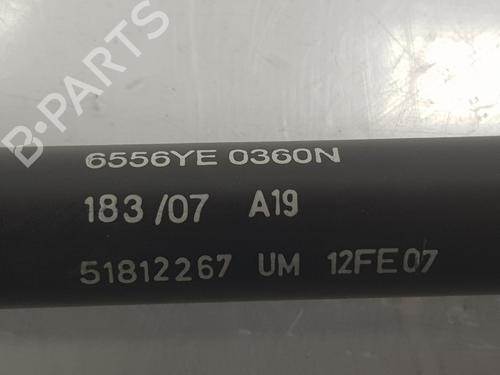 B-PARTS
6556YE 0360N
183/07 A19
51812267 UM 12FE07